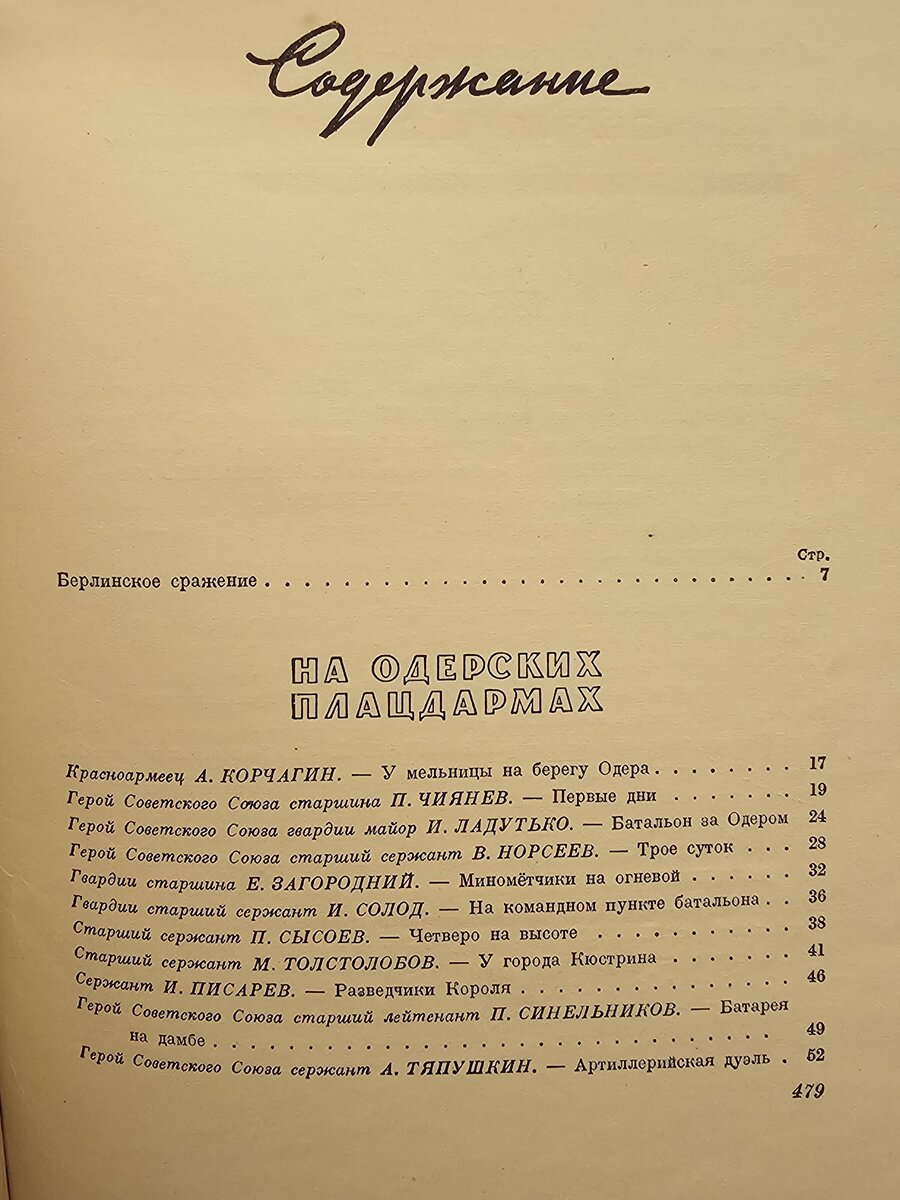 Содержание
Стр.
Берлинское сражение . . . . . . . . . . . . . . . . . . . . . . . . . . . . 7
НА ОДЕРСКИХ
ПЛАЦДАРМАХ
Красноармеец А. КОРЧАГИН. — У мельницы на берегу Одера . . . . . . . . 17
Герой Советского Союза старшина П. ЧИЯНЕВ. — Первые дни . . . . . . . 19
Герой Советского Союза гвардии майор И. ЛАДУТЬКО. — Батальон за Одером 24
Герой Советского Союза старший сержант В. НОРСЕЕВ. — Трое суток . . . 28
Гвардии старшина Е. ЗАГОРОДНИЙ. — Миномётчики на огневой . . . . . . 32
Гвардии старший сержант И. СОЛОД. — На командном пункте батальона . . 36
Старший сержант П. СЫСОЕВ. — Четверо на высоте . . . . . . . . . . . 38
Старший сержант М. ТОЛСТОЛОБОВ. — У города Кюстрина . . . . . . . 41
Сержант И. ПИСАРЕВ. — Разведчики Короля . . . . . . . . . . . . . . 46
Герой Советского Союза старший лейтенант П. СИНЕЛЬНИКОВ. — Батарея
на дамбе . . . . . . . . . . . . . . . . . . . . . . . . . . 49
Герой Советского Союза сержант А. ТЯПУШКИН. — Артиллерийская дуэль . 52
479